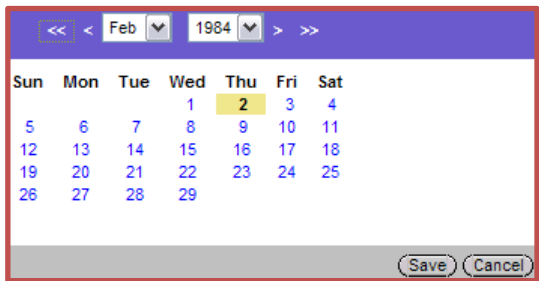 << < Feb 1984 > >>
Sun Mon Tue Wed Thu Fri Sat
1 2 3 4
5 6 7 8 9 10 11
12 13 14 15 16 17 18
19 20 21 22 23 24 25
26 27 28 29
Save Cancel